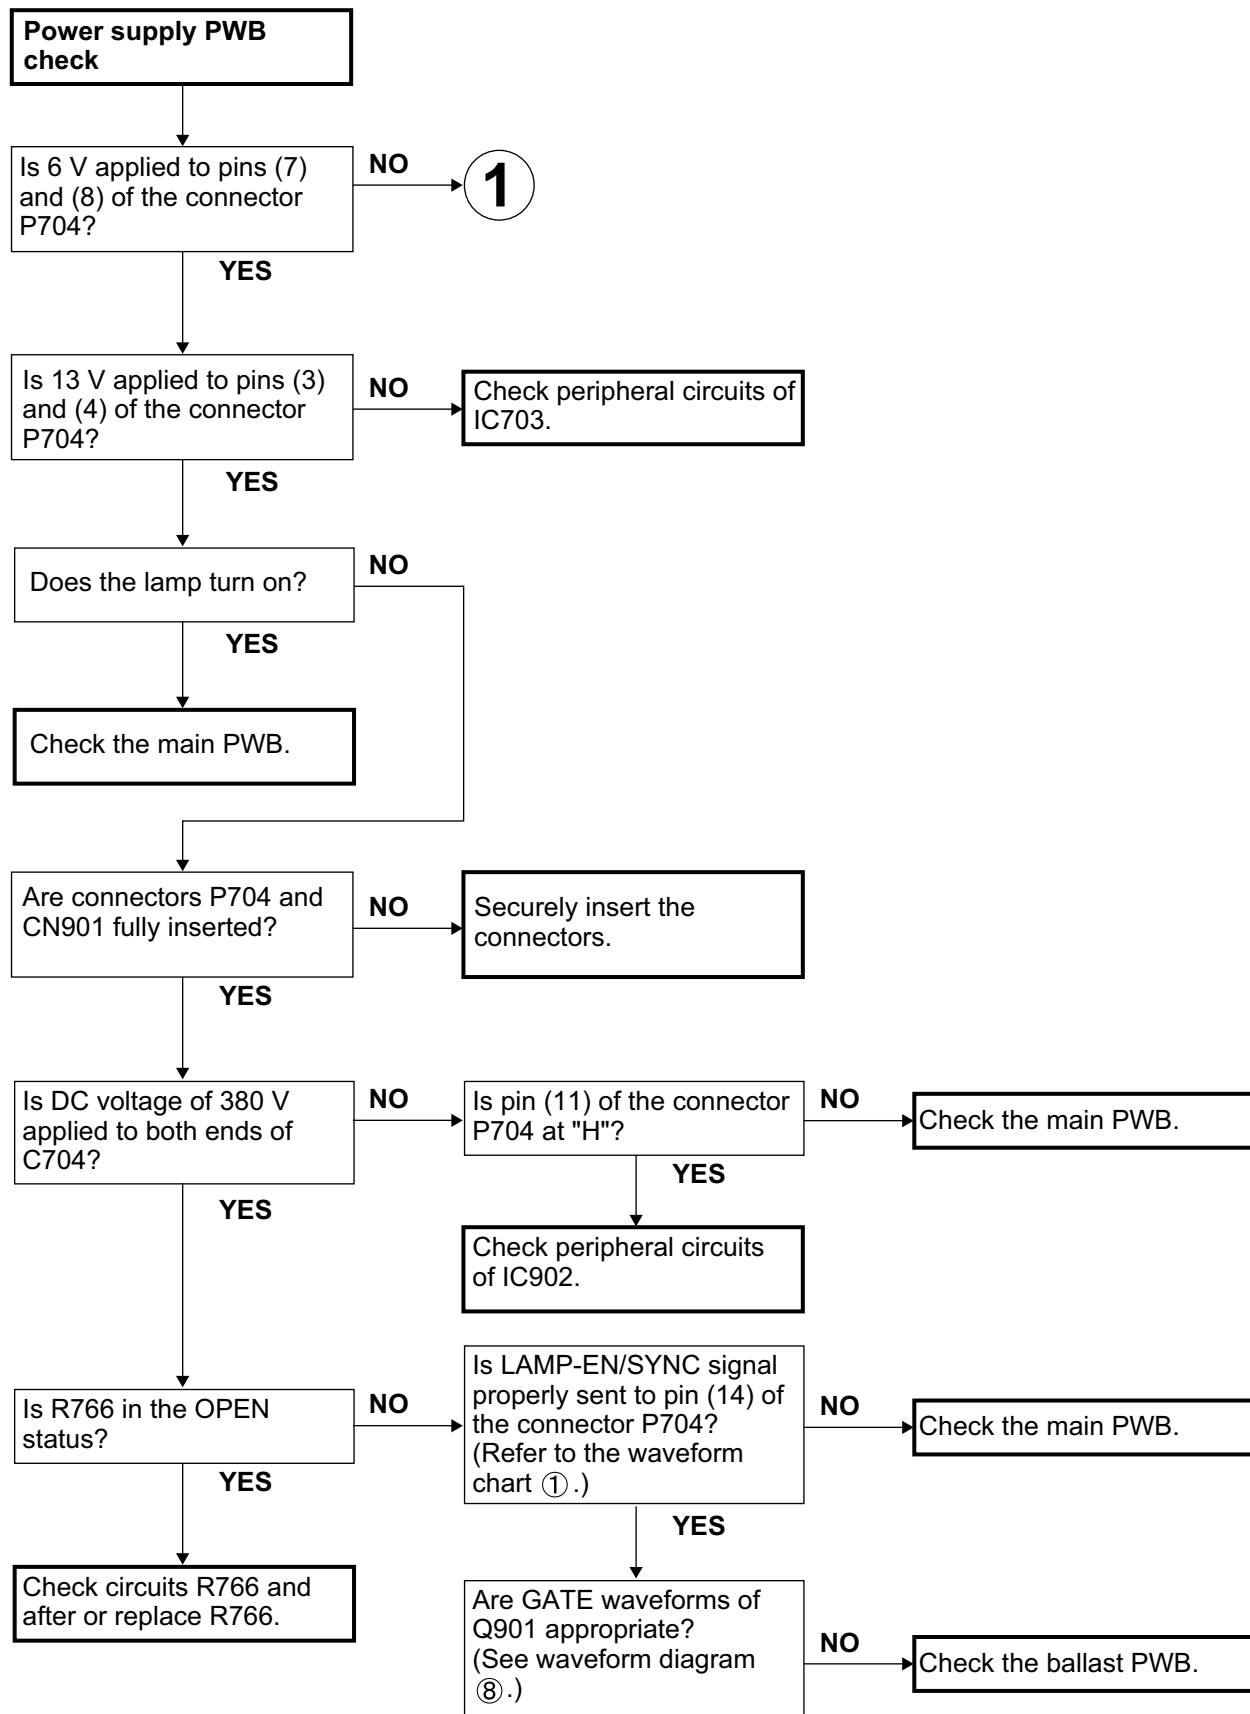 Power supply PWB
check
Is 6 V applied to pins (7)
and (8) of the connector
P704?
NO
1
YES
Is 13 V applied to pins (3)
and (4) of the connector
P704?
NO
Check peripheral circuits of
IC703.
YES
Does the lamp turn on?
NO
YES
Check the main PWB.
Are connectors P704 and
CN901 fully inserted?
NO
Securely insert the
connectors.
YES
Is DC voltage of 380 V
applied to both ends of
C704?
NO
Is pin (11) of the connector
P704 at "H"?
NO
Check the main PWB.
YES
YES
Check peripheral circuits
of IC902.
Is R766 in the OPEN
status?
NO
Is LAMP-EN/SYNC signal
properly sent to pin (14) of
the connector P704?
(Refer to the waveform
chart ①.)
NO
Check the main PWB.
YES
YES
Check circuits R766 and
after or replace R766.
Are GATE waveforms of
Q901 appropriate?
(See waveform diagram
⑧.)
NO
Check the ballast PWB.